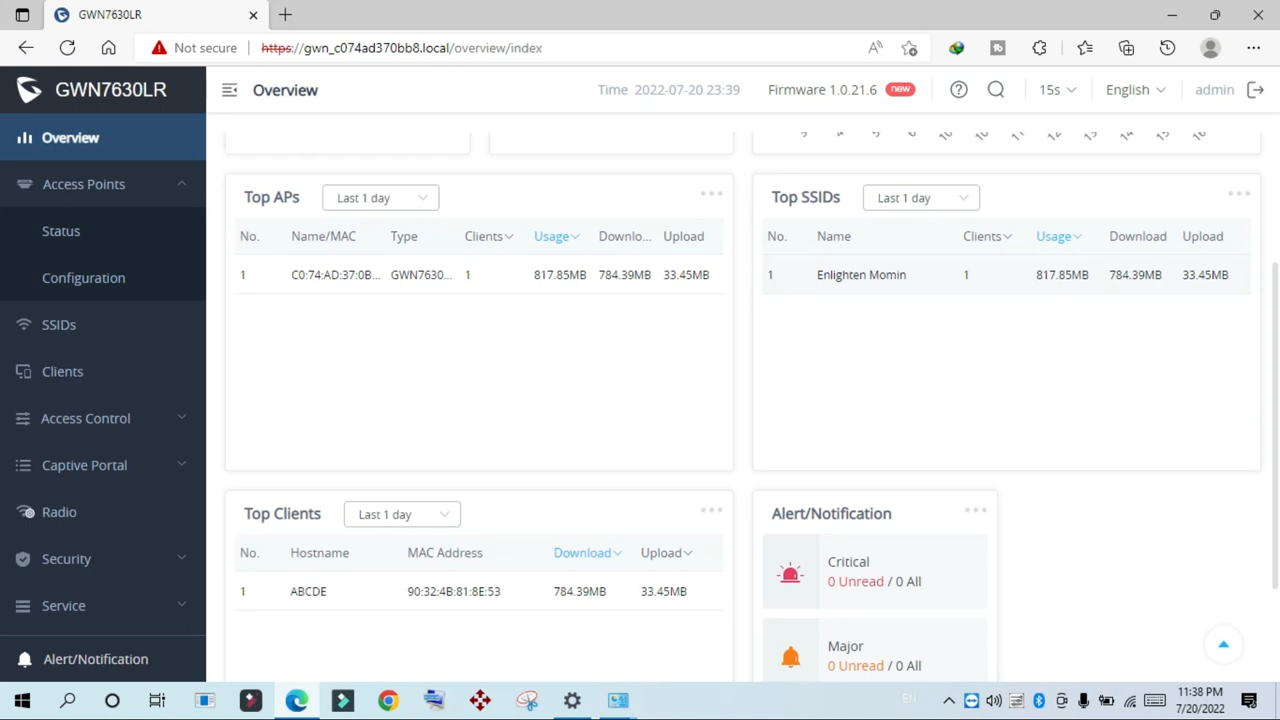 GWN7630LR
Not secure
https://gwn_c074ad370bb8.local/overview/index
GWN7630LR
Overview
Time 2022-07-20 23:39
Firmware 1.0.21.6 new
15s
English
admin
Overview
Access Points
Status
Configuration
SSIDs
Clients
Access Control
Captive Portal
Radio
Security
Service
Alert/Notification
Top APs Last 1 day
No. Name/MAC Type Clients Usage Downlo... Upload
1 C0:74:AD:37:0B... GWN7630... 1 817.85MB 784.39MB 33.45MB
Top SSIDs Last 1 day
No. Name Clients Usage Download Upload
1 Enlighten Momin 1 817.85MB 784.39MB 33.45MB
Top Clients Last 1 day
No. Hostname MAC Address Download Upload
1 ABCDE 90:32:4B:81:8E:53 784.39MB 33.45MB
Alert/Notification
Critical
0 Unread / 0 All
Major
0 Unread / 0 All
EN
11:38 PM
7/20/2022